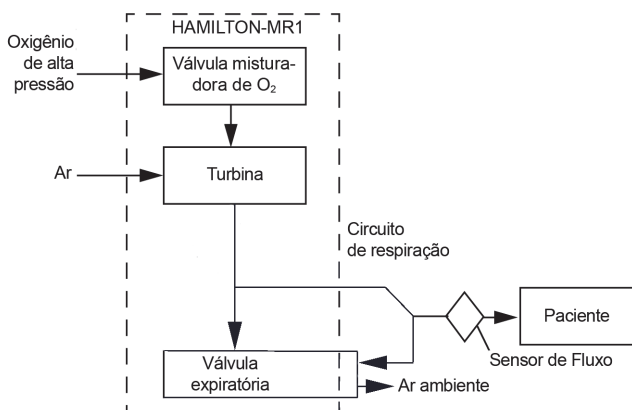 HAMILTON-MR1
Oxigênio
de alta
pressão
Válvula mistura-
dora de O₂
Ar
Turbina
Circuito
de respiração
Paciente
Sensor de Fluxo
Válvula
expiratória
Ar ambiente